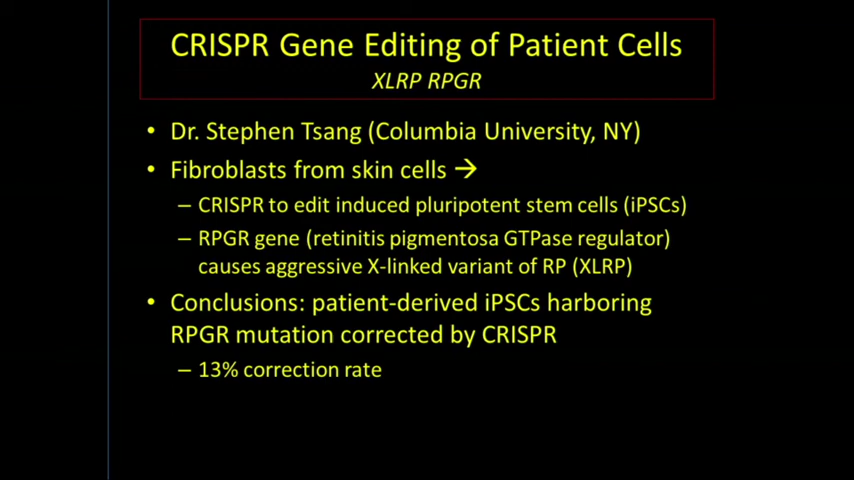 CRISPR Gene Editing of Patient Cells
XLRP RPGR
• Dr. Stephen Tsang (Columbia University, NY)
• Fibroblasts from skin cells →
– CRISPR to edit induced pluripotent stem cells (iPSCs)
– RPGR gene (retinitis pigmentosa GTPase regulator)
causes aggressive X-linked variant of RP (XLRP)
• Conclusions: patient-derived iPSCs harboring
RPGR mutation corrected by CRISPR
– 13% correction rate